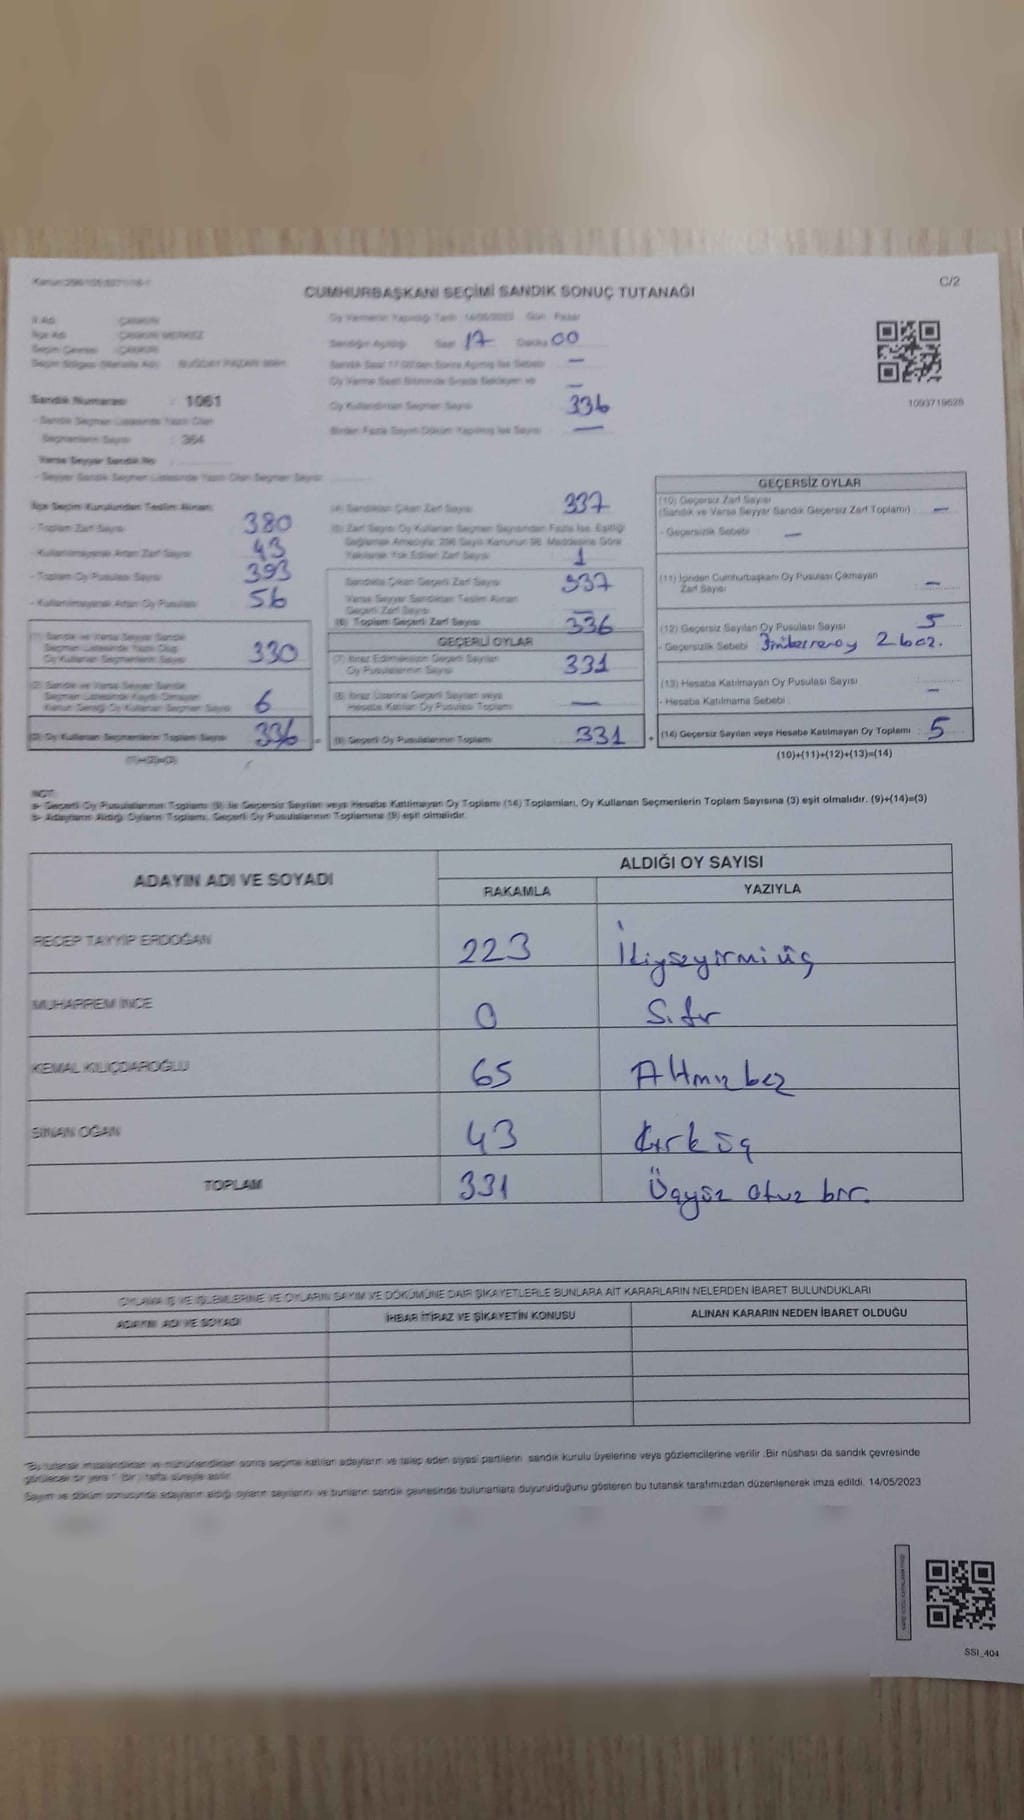 Kanun:298/105;6271/16-1
C/2
CUMHURBAŞKANI SEÇİMİ SANDIK SONUÇ TUTANAĞI
İl Adı : ÇANKIRI
İlçe Adı : ÇANKIRI MERKEZ
Seçim Çevresi : ÇANKIRI
Seçim Bölgesi (Mahalle Adı) : BUĞDAY PAZARI MAH.
Sandık Numarası : 1061
- Sandık Seçmen Listesinde Yazılı Olan
Seçmenlerin Sayısı : 364
Varsa Seyyar Sandık No :
- Seyyar Sandık Seçmen Listesinde Yazılı Olan Seçmen Sayısı:
Oy Vermenin Yapıldığı Tarih : 14/05/2023 Gün : Pazar
Sandığın Açıldığı Saat 17 Dakika 00
Sandık Saat 17.00'den Sonra Açılmış İse Sebebi —
Oy Verme Saati Bitiminde Sırada Bekleyen ve —
Oy Kullandırılan Seçmen Sayısı 336
Birden Fazla Sayım Döküm Yapılmış İse Sayısı —
1093719628
İlçe Seçim Kurulundan Teslim Alınan;
- Toplam Zarf Sayısı 380
- Kullanılmayarak Artan Zarf Sayısı 43
- Toplam Oy Pusulası Sayısı 393
- Kullanılmayarak Artan Oy Pusulası 56
(1) Sandık ve Varsa Seyyar Sandık
Seçmen Listesinde Yazılı Olup
Oy Kullanan Seçmenlerin Sayısı 330
(2) Sandık ve Varsa Seyyar Sandık
Seçmen Listesinde Kaydı Olmayan
Kanun Gereği Oy Kullanan Seçmen Sayısı 6
(3) Oy Kullanan Seçmenlerin Toplam Sayısı 336
(1)+(2)=(3)
(4) Sandıktan Çıkan Zarf Sayısı 337
(5) Zarf Sayısı Oy Kullanan Seçmen Sayısından Fazla İse, Eşitliği
Sağlamak Amacıyla; 298 Sayılı Kanunun 98. Maddesine Göre
Yakılarak Yok Edilen Zarf Sayısı 1
Sandıkta Çıkan Geçerli Zarf Sayısı 337
Varsa Seyyar Sandıktan Teslim Alınan
Geçerli Zarf Sayısı —
(6) Toplam Geçerli Zarf Sayısı 336
GEÇERLİ OYLAR
(7) İtiraz Edilmeksizin Geçerli Sayılan
Oy Pusulalarının Sayısı 331
(8) İtiraz Üzerine Geçerli Sayılan veya
Hesaba Katılan Oy Pusulası Toplamı —
= (9) Geçerli Oy Pusulalarının Toplamı 331
GEÇERSİZ OYLAR
(10) Geçersiz Zarf Sayısı
(Sandık ve Varsa Seyyar Sandık Geçersiz Zarf Toplamı) —
- Geçersizlik Sebebi —
(11) İçinden Cumhurbaşkanı Oy Pusulası Çıkmayan
Zarf Sayısı —
(12) Geçersiz Sayılan Oy Pusulası Sayısı 5
- Geçersizlik Sebebi 2 boz.
(13) Hesaba Katılmayan Oy Pusulası Sayısı —
- Hesaba Katılmama Sebebi :
+ (14) Geçersiz Sayılan veya Hesaba Katılmayan Oy Toplamı : 5
(10)+(11)+(12)+(13)=(14)
NOT:
a- Geçerli Oy Pusulalarının Toplamı (9) ile Geçersiz Sayılan veya Hesaba Katılmayan Oy Toplamı (14) Toplamları, Oy Kullanan Seçmenlerin Toplam Sayısına (3) eşit olmalıdır. (9)+(14)=(3)
b- Adayların Aldığı Oyların Toplamı, Geçerli Oy Pusulalarının Toplamına (9) eşit olmalıdır.
ADAYIN ADI VE SOYADI
ALDIĞI OY SAYISI
RAKAMLA YAZIYLA
RECEP TAYYİP ERDOĞAN 223 İkiyüzyirmi üç
MUHARREM İNCE 0 Sıfır
KEMAL KILIÇDAROĞLU 65 Altmış beş
SİNAN OĞAN 43 Kırk üç
TOPLAM 331 Üçyüz otuz bir.
OYLAMA İŞ VE İŞLEMLERİNE VE OYLARIN SAYIM VE DÖKÜMÜNE DAİR ŞİKAYETLERLE BUNLARA AİT KARARLARIN NELERDEN İBARET BULUNDUKLARI
ADAYIN ADI VE SOYADI İHBAR İTİRAZ VE ŞİKAYETİN KONUSU ALINAN KARARIN NEDEN İBARET OLDUĞU
"Bu tutanak imzalandıktan ve mühürlendikten sonra seçime katılan adayların ve talep eden siyasi partilerin sandık kurulu üyelerine veya gözlemcilerine verilir .Bir nüshası da sandık çevresinde
görülecek bir yere " (bir ) hafta süreyle asılır.
Sayım ve döküm sonucunda adayların aldığı oyların sayılarını ve bunların sandık çevresinde bulunanlara duyurulduğunu gösteren bu tutanak tarafımızdan düzenlenerek imza edildi. 14/05/2023
SSI_404